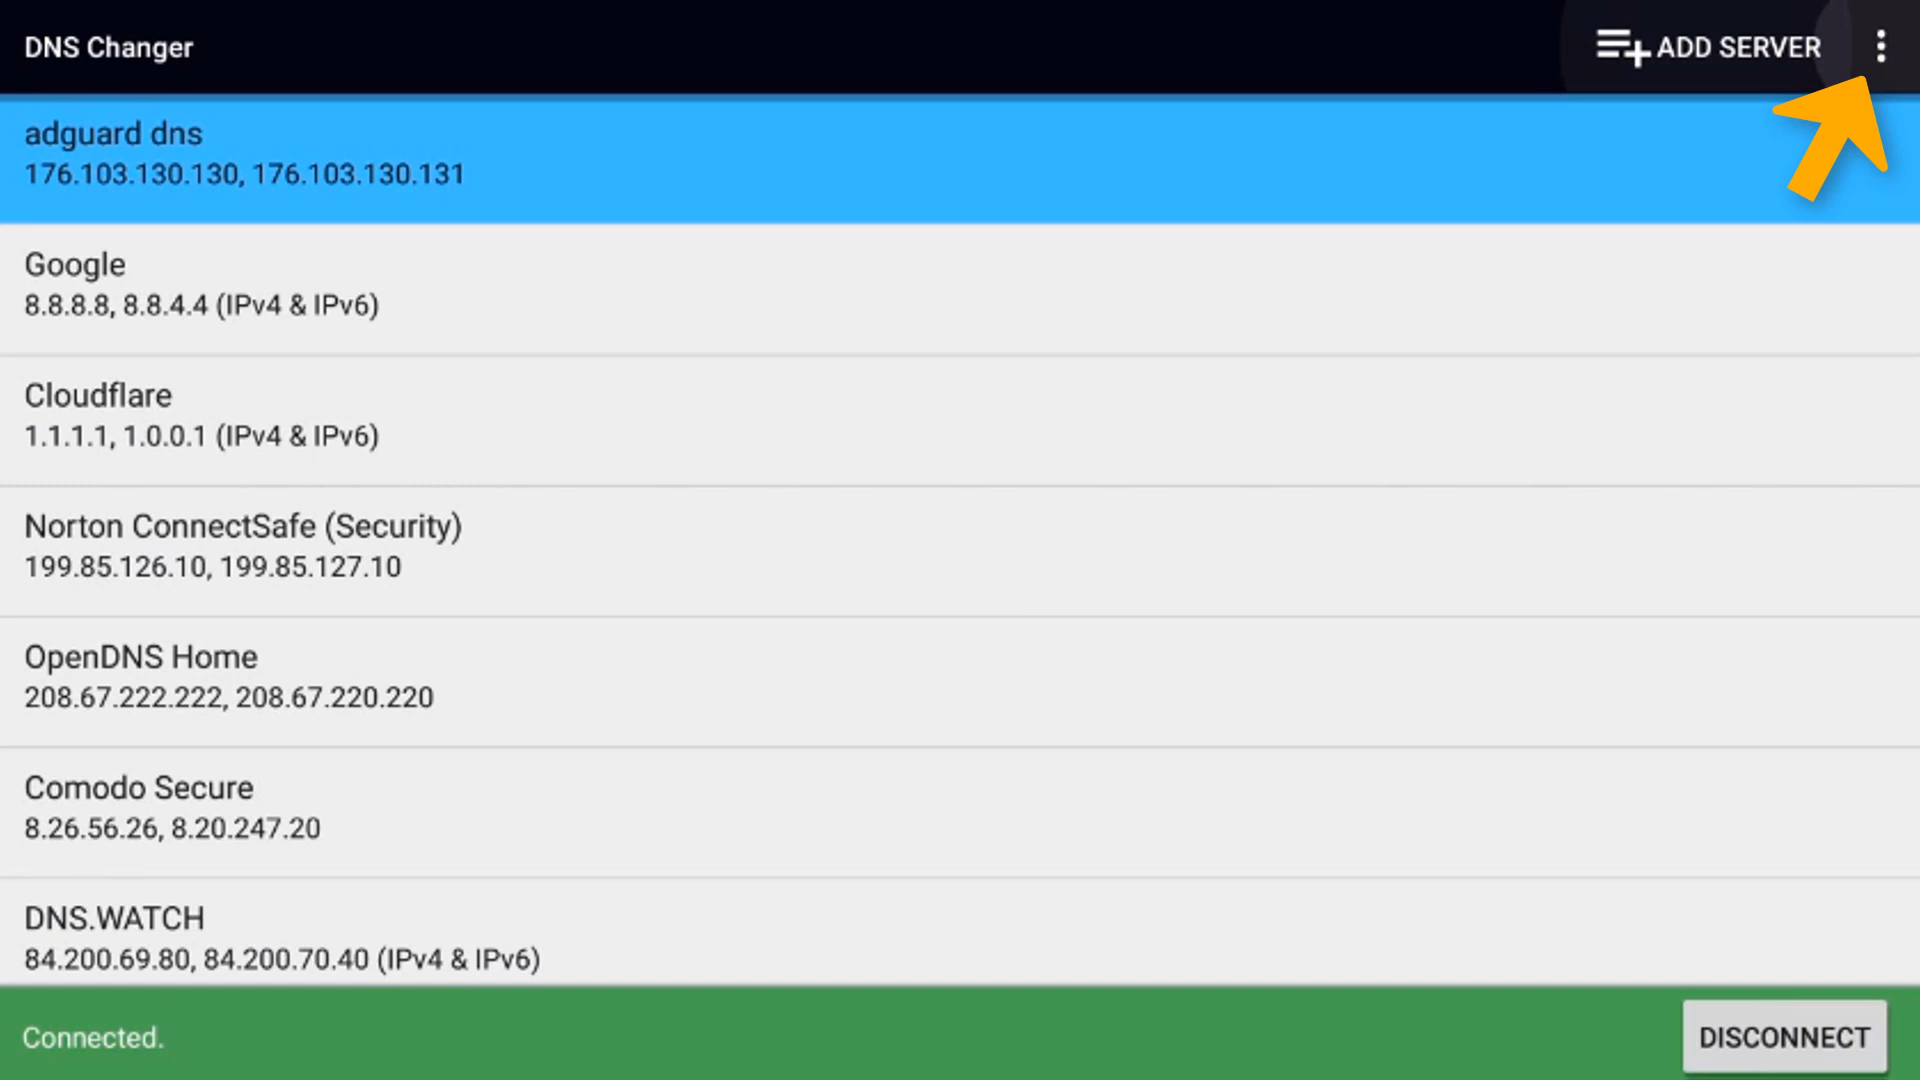 DNS Changer
ADD SERVER
adguard dns
176.103.130.130, 176.103.130.131
Google
8.8.8.8, 8.8.4.4 (IPv4 & IPv6)
Cloudflare
1.1.1.1, 1.0.0.1 (IPv4 & IPv6)
Norton ConnectSafe (Security)
199.85.126.10, 199.85.127.10
OpenDNS Home
208.67.222.222, 208.67.220.220
Comodo Secure
8.26.56.26, 8.20.247.20
DNS.WATCH
84.200.69.80, 84.200.70.40 (IPv4 & IPv6)
Connected.
DISCONNECT